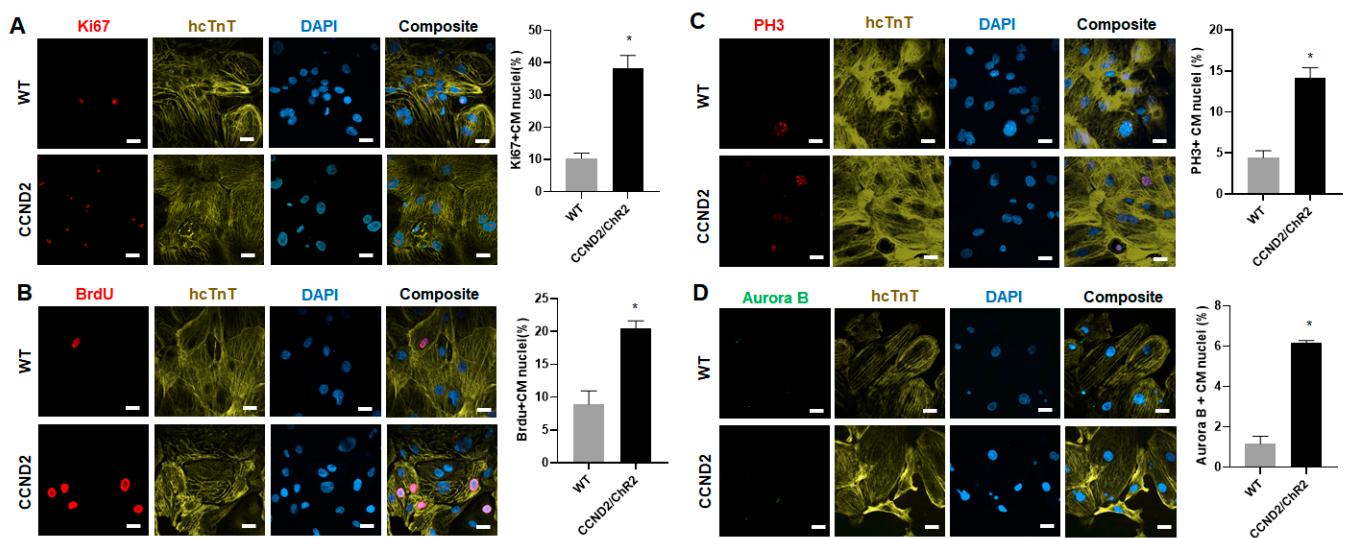 A
Ki67
hcTnT
DAPI
Composite
WT
CCND2
Ki67+CM nuclei(%)
50
40
30
20
10
0
*
WT
CCND2/ChR2
B
BrdU
hcTnT
DAPI
Composite
WT
CCND2
Brdu+CM nuclei(%)
25
20
15
10
5
0
*
WT
CCND2/ChR2
C
PH3
hcTnT
DAPI
Composite
WT
CCND2
PH3+ CM nuclei(%)
20
15
10
5
0
*
WT
CCND2/ChR2
D
Aurora B
hcTnT
DAPI
Composite
WT
CCND2
Aurora B + CM nuclei(%)
8
6
4
2
0
*
WT
CCND2/ChR2